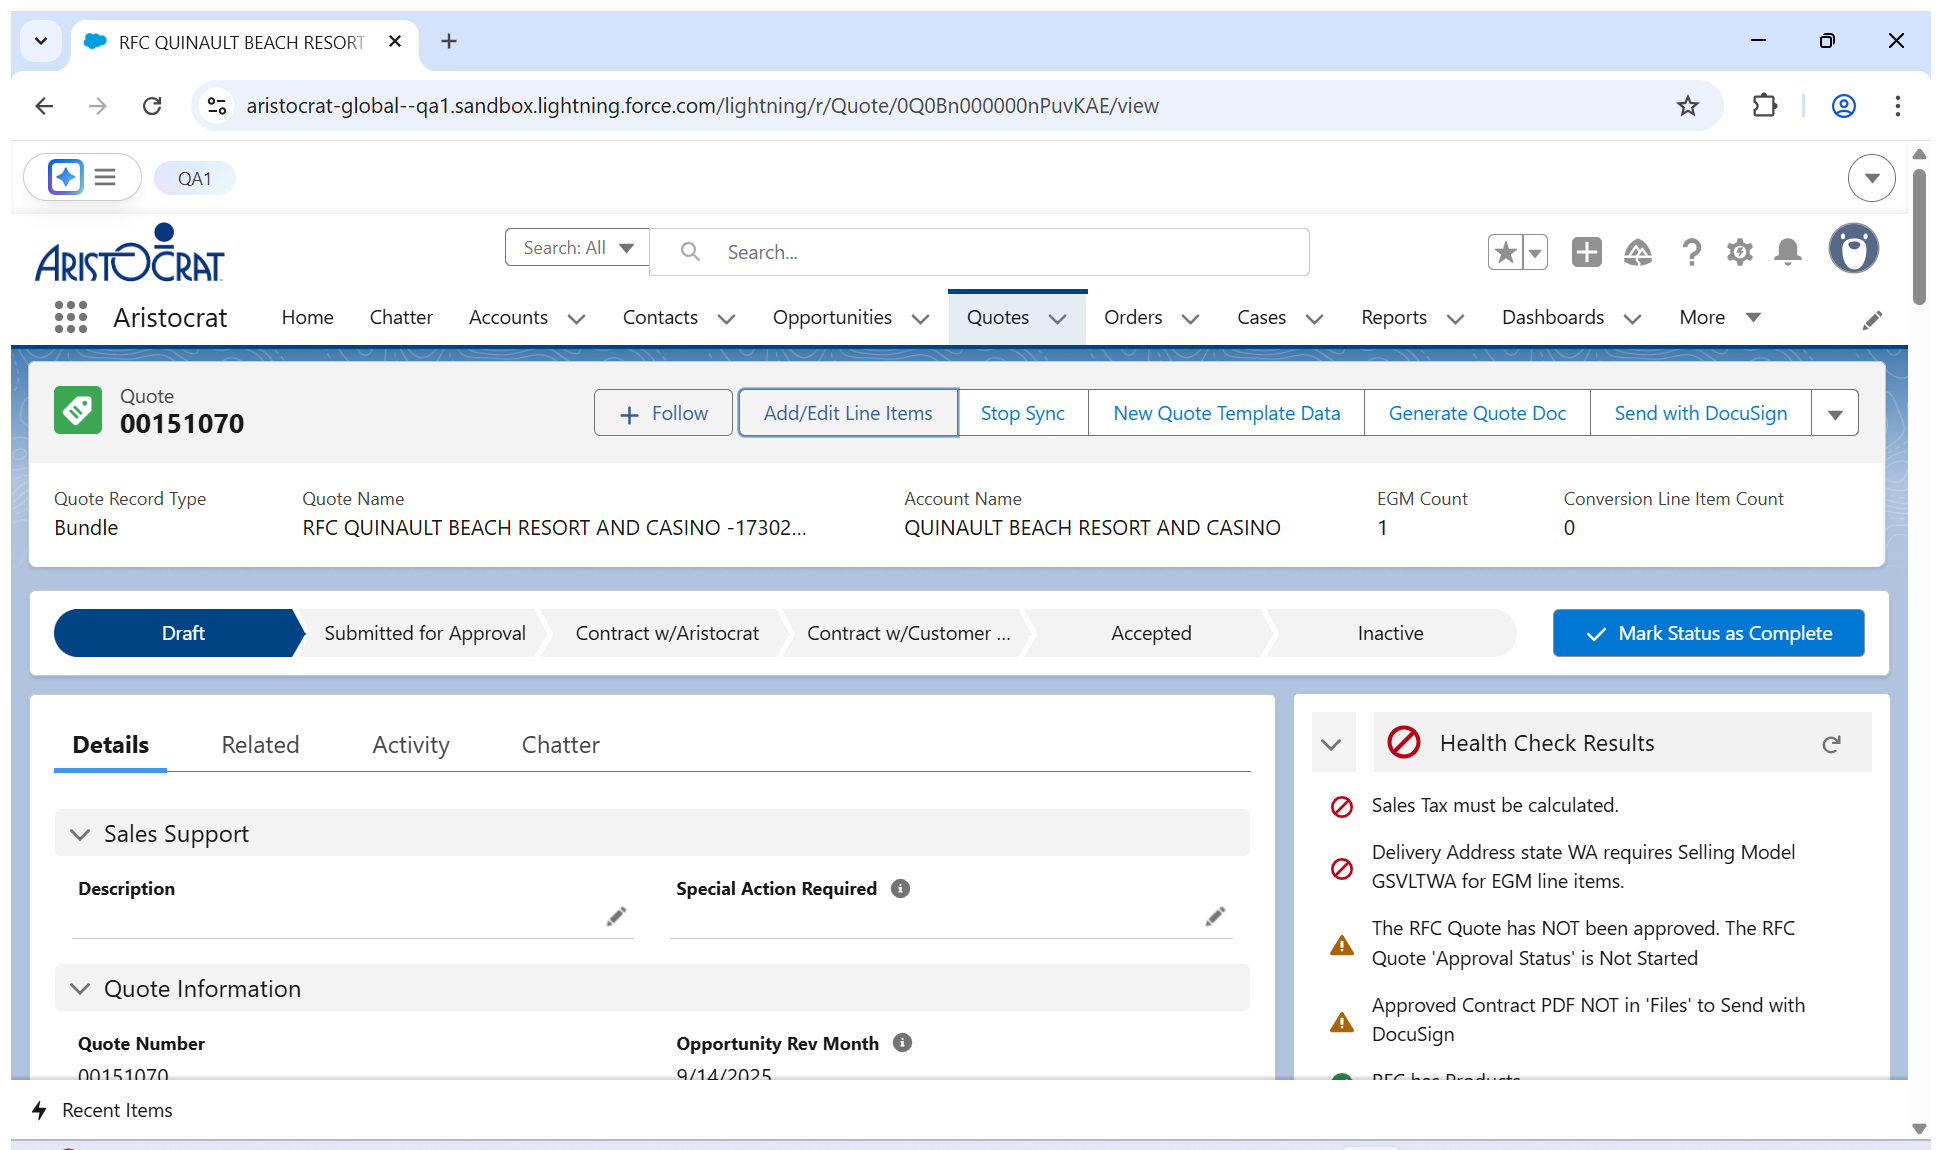 RFC QUINAULT BEACH RESORT
aristocrat-global--qa1.sandbox.lightning.force.com/lightning/r/Quote/0Q0Bn000000nPuvKAE/view
QA1
ARISTOCRAT
Search: All
Search...
Aristocrat
Home
Chatter
Accounts
Contacts
Opportunities
Quotes
Orders
Cases
Reports
Dashboards
More
Quote
00151070
Follow
Add/Edit Line Items
Stop Sync
New Quote Template Data
Generate Quote Doc
Send with DocuSign
Quote Record Type
Bundle
Quote Name
RFC QUINAULT BEACH RESORT AND CASINO -17302...
Account Name
QUINAULT BEACH RESORT AND CASINO
EGM Count
1
Conversion Line Item Count
0
Draft
Submitted for Approval
Contract w/Aristocrat
Contract w/Customer ...
Accepted
Inactive
Mark Status as Complete
Details
Related
Activity
Chatter
Sales Support
Description
Special Action Required
Quote Information
Quote Number
00151070
Opportunity Rev Month
9/14/2025
Health Check Results
Sales Tax must be calculated.
Delivery Address state WA requires Selling Model
GSVLTWA for EGM line items.
The RFC Quote has NOT been approved. The RFC
Quote 'Approval Status' is Not Started
Approved Contract PDF NOT in 'Files' to Send with
DocuSign
RFC has Products
Recent Items